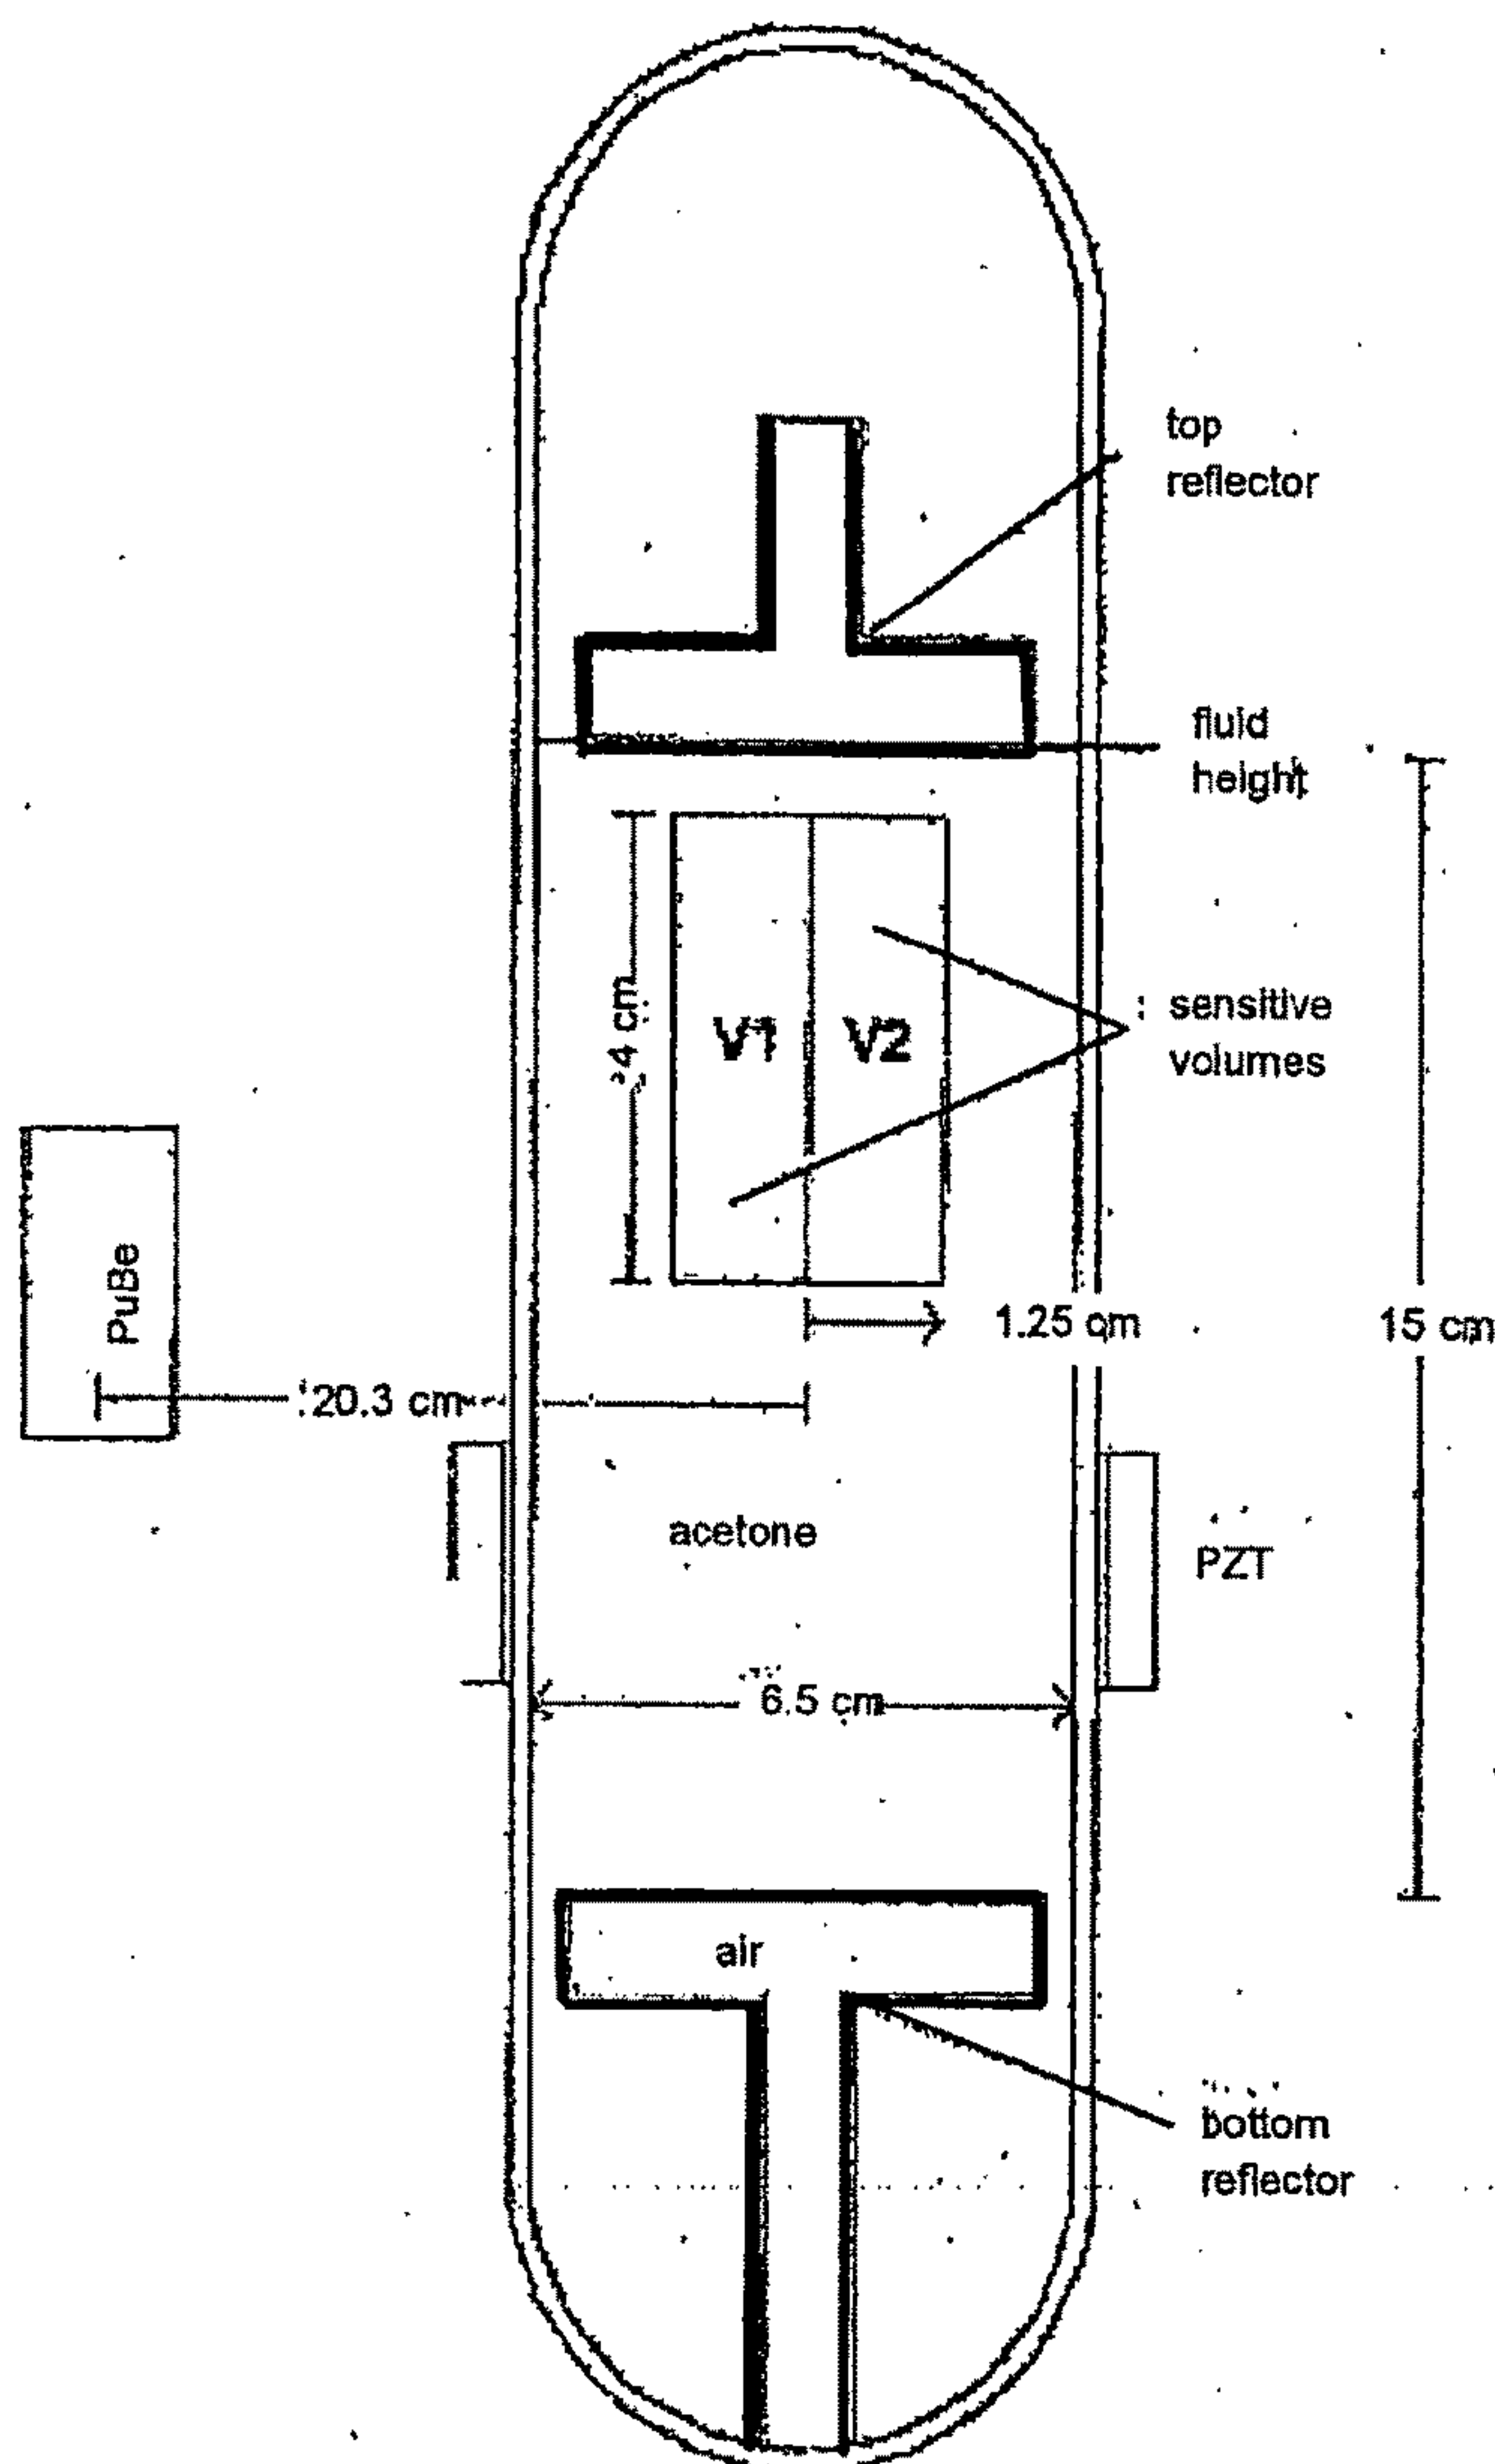 top
reflector
fluid
height
4 cm
V1
V2
sensitive
volumes
PuBe
1.25 cm
15 cm
20.3 cm
acetone
PZT
6.5 cm
air
bottom
reflector